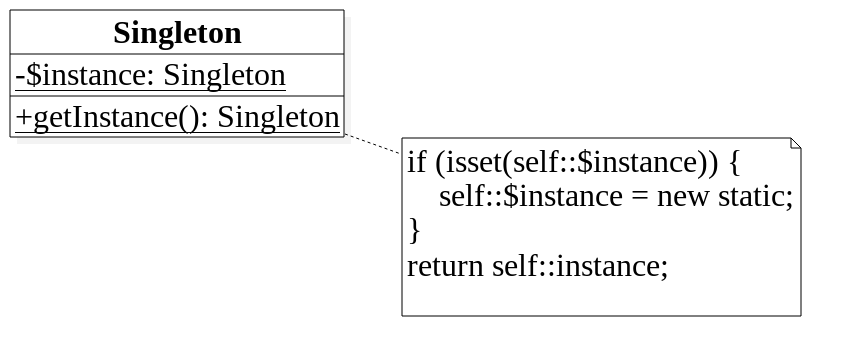 Singleton
-$instance: Singleton
+getInstance(): Singleton
if (isset(self::$instance)) {
    self::$instance = new static;
}
return self::instance;